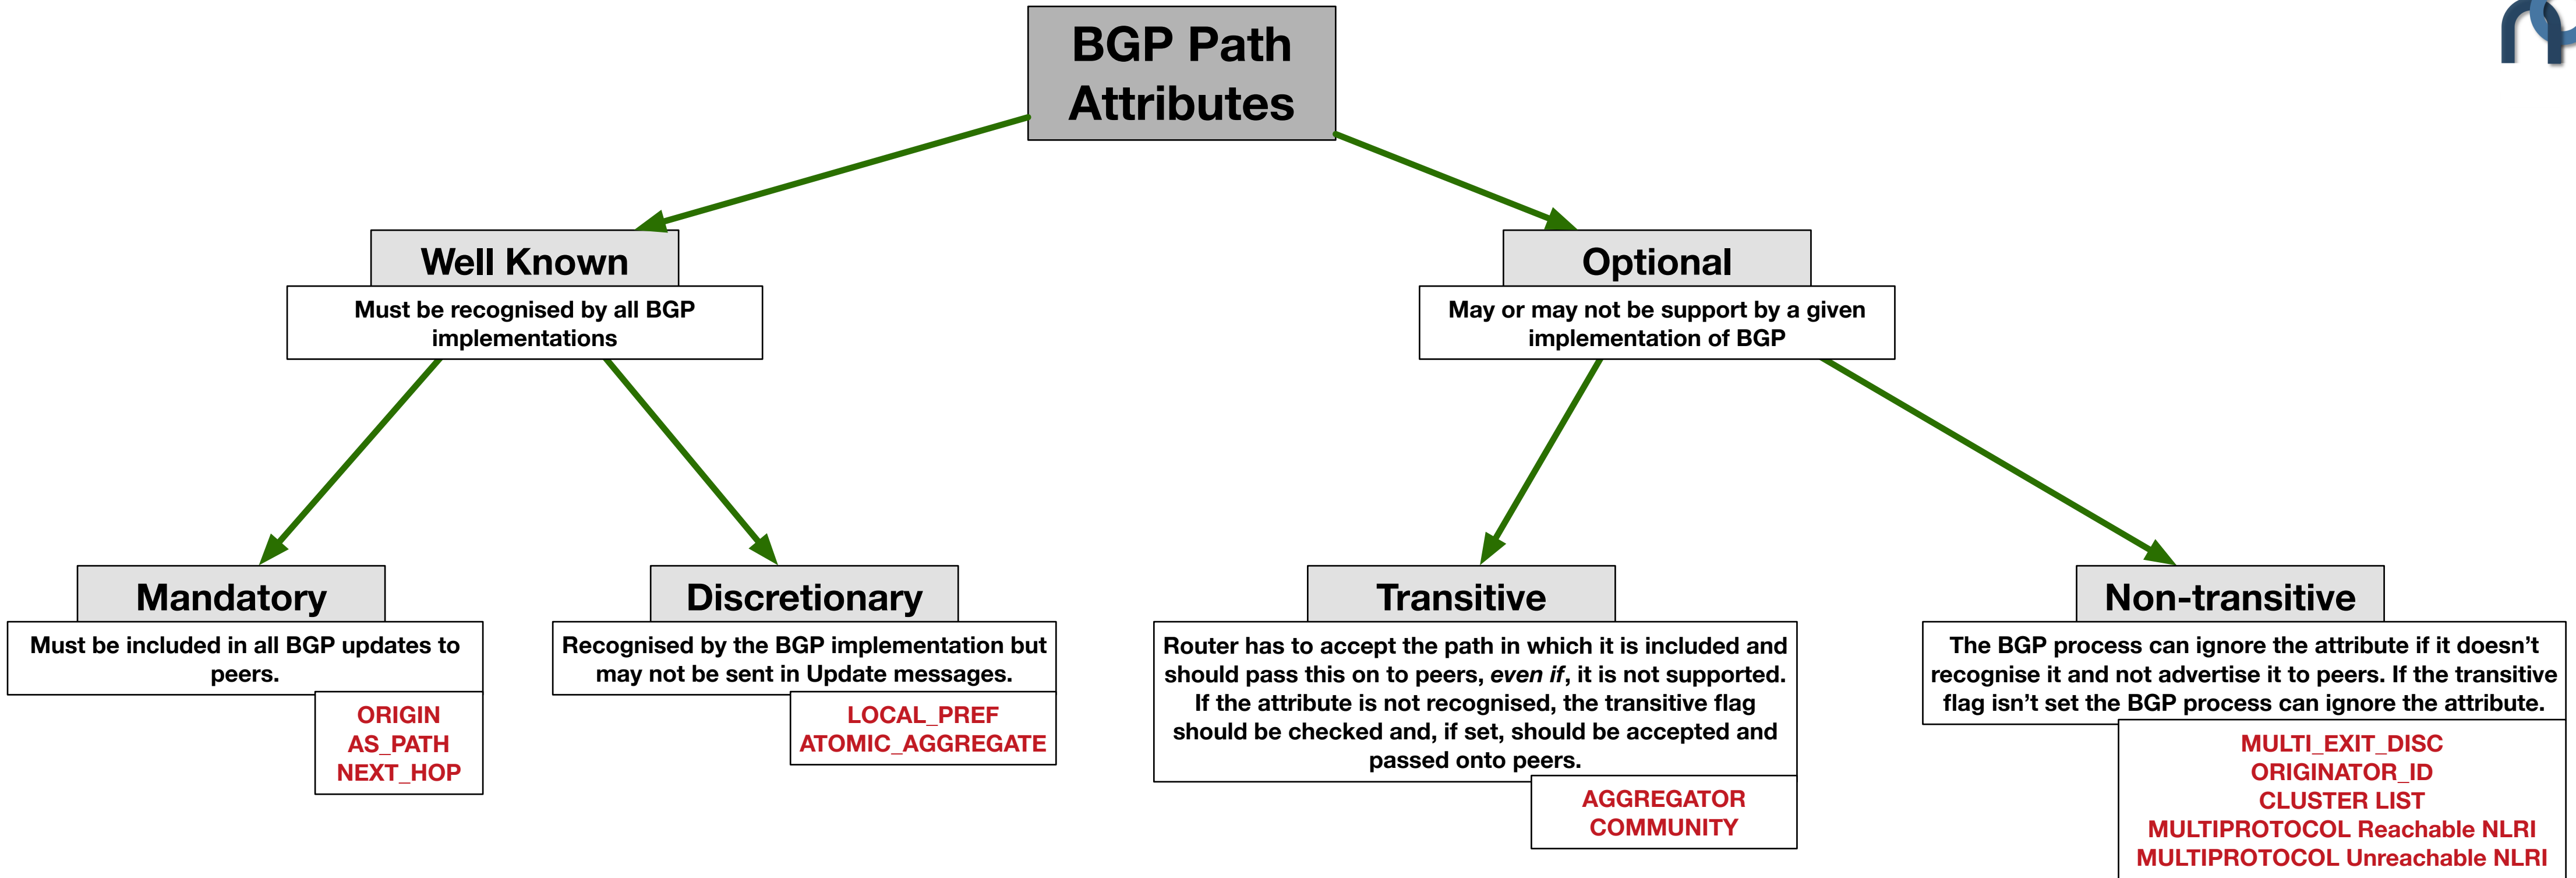 BGP Path
Attributes
Well Known
Must be recognised by all BGP
implementations
Optional
May or may not be support by a given
implementation of BGP
Mandatory
Must be included in all BGP updates to
peers.
ORIGIN
AS_PATH
NEXT_HOP
Discretionary
Recognised by the BGP implementation but
may not be sent in Update messages.
LOCAL_PREF
ATOMIC_AGGREGATE
Transitive
Router has to accept the path in which it is included and
should pass this on to peers, even if, it is not supported.
If the attribute is not recognised, the transitive flag
should be checked and, if set, should be accepted and
passed onto peers.
AGGREGATOR
COMMUNITY
Non-transitive
The BGP process can ignore the attribute if it doesn’t
recognise it and not advertise it to peers. If the transitive
flag isn’t set the BGP process can ignore the attribute.
MULTI_EXIT_DISC
ORIGINATOR_ID
CLUSTER LIST
MULTIPROTOCOL Reachable NLRI
MULTIPROTOCOL Unreachable NLRI